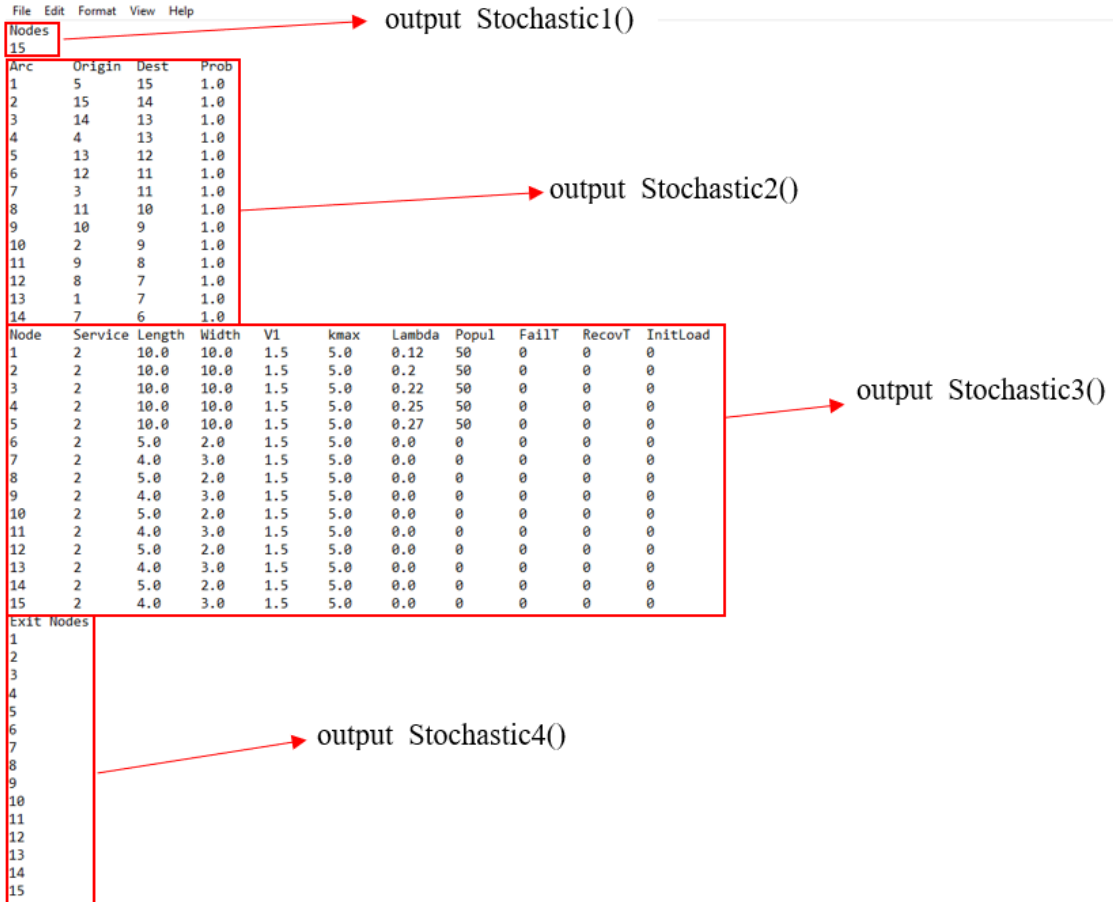 File Edit Format View Help
output Stochastic1()
Nodes
15
Arc Origin Dest Prob
1 5 15 1.0
2 15 14 1.0
3 14 13 1.0
4 4 13 1.0
5 13 12 1.0
6 12 11 1.0
7 3 11 1.0
8 11 10 1.0
9 10 9 1.0
10 2 9 1.0
11 9 8 1.0
12 8 7 1.0
13 1 7 1.0
14 7 6 1.0
output Stochastic2()
Node Service Length Width V1 kmax Lambda Popul FailT RecovT InitLoad
1 2 10.0 10.0 1.5 5.0 0.12 50 0 0 0
2 2 10.0 10.0 1.5 5.0 0.2 50 0 0 0
3 2 10.0 10.0 1.5 5.0 0.22 50 0 0 0
4 2 10.0 10.0 1.5 5.0 0.25 50 0 0 0
5 2 10.0 10.0 1.5 5.0 0.27 50 0 0 0
6 2 5.0 2.0 1.5 5.0 0.0 0 0 0 0
7 2 4.0 3.0 1.5 5.0 0.0 0 0 0 0
8 2 5.0 2.0 1.5 5.0 0.0 0 0 0 0
9 2 4.0 3.0 1.5 5.0 0.0 0 0 0 0
10 2 5.0 2.0 1.5 5.0 0.0 0 0 0 0
11 2 4.0 3.0 1.5 5.0 0.0 0 0 0 0
12 2 5.0 2.0 1.5 5.0 0.0 0 0 0 0
13 2 4.0 3.0 1.5 5.0 0.0 0 0 0 0
14 2 5.0 2.0 1.5 5.0 0.0 0 0 0 0
15 2 4.0 3.0 1.5 5.0 0.0 0 0 0 0
output Stochastic3()
Exit Nodes
1
2
3
4
5
6
7
8
9
10
11
12
13
14
15
output Stochastic4()